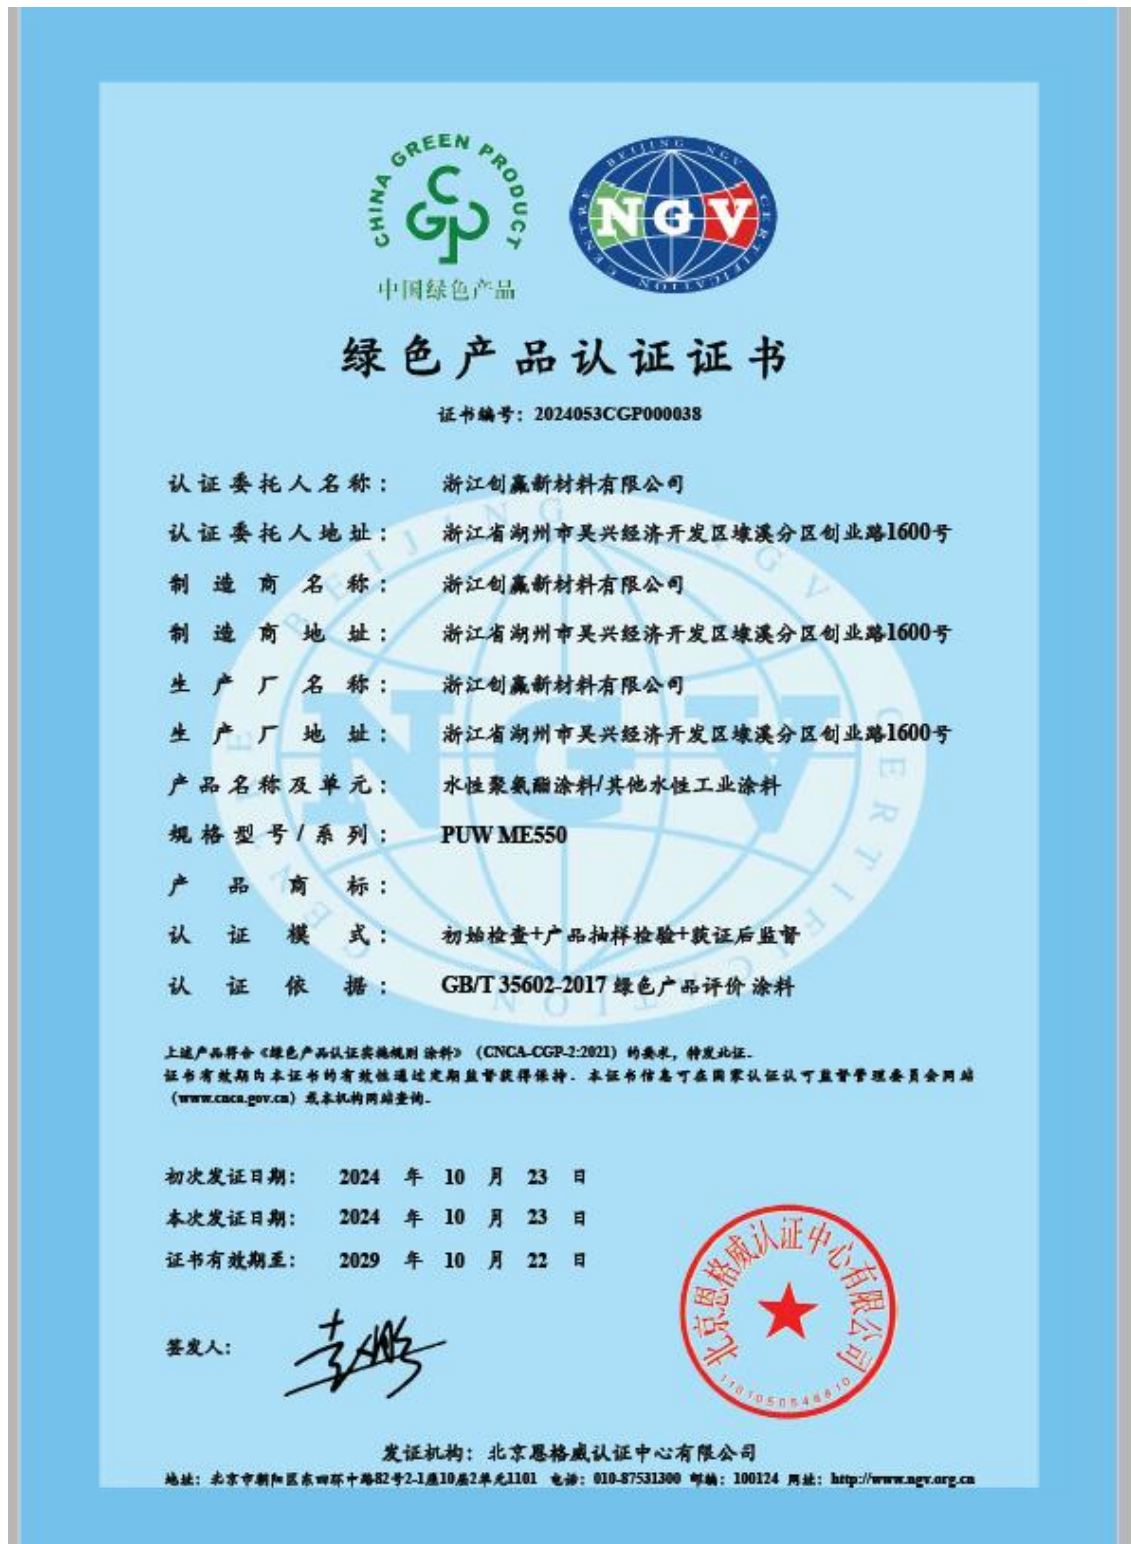 CHINA GREEN PRODUCT
CGP
中国绿色产品
BEIJING NGV CERTIFICATION CENTRE
NGV
绿色产品认证证书
证书编号：2024053CGP000038
认证委托人名称： 浙江创赢新材料有限公司
认证委托人地址： 浙江省湖州市吴兴经济开发区埭溪分区创业路1600号
制造商名称： 浙江创赢新材料有限公司
制造商地址： 浙江省湖州市吴兴经济开发区埭溪分区创业路1600号
生产厂名称： 浙江创赢新材料有限公司
生产厂地址： 浙江省湖州市吴兴经济开发区埭溪分区创业路1600号
产品名称及单元： 水性聚氨酯涂料/其他水性工业涂料
规格型号/系列： PUW ME550
产品商标：
认证模式： 初始检查+产品抽样检验+获证后监督
认证依据： GB/T 35602-2017 绿色产品评价 涂料
上述产品符合《绿色产品认证实施规则 涂料》（CNCA-CGP-2:2021）的要求，特发此证。
证书有效期内本证书的有效性通过定期监督获得保持。本证书信息可在国家认证认可监督管理委员会网站
（www.cnca.gov.cn）或本机构网站查询。
初次发证日期： 2024 年 10 月 23 日
本次发证日期： 2024 年 10 月 23 日
证书有效期至： 2029 年 10 月 22 日
签发人：
北京恩格威认证中心有限公司
1101050546810
发证机构：北京恩格威认证中心有限公司
地址：北京市朝阳区东四环中路82号2-1座10层2单元1101 电话：010-87531300 邮编：100124 网址：http://www.ngv.org.cn